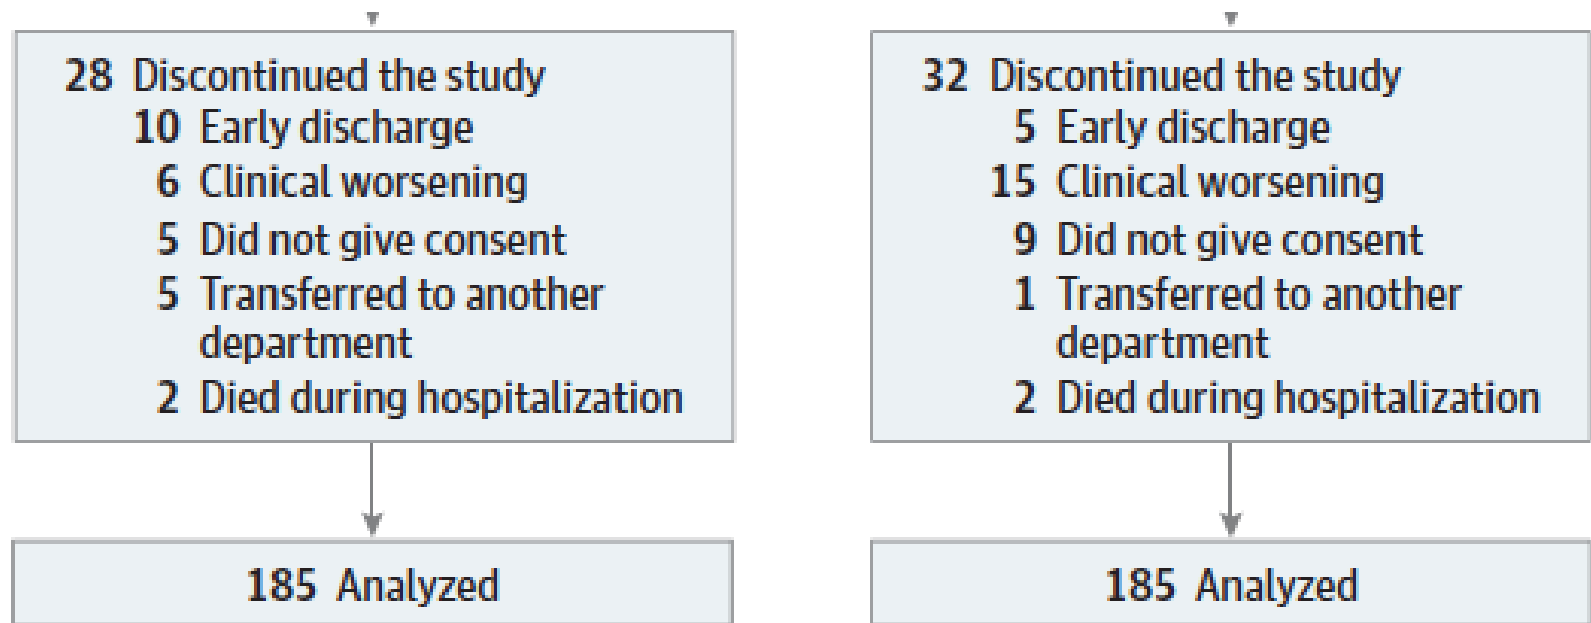 28 Discontinued the study
10 Early discharge
6 Clinical worsening
5 Did not give consent
5 Transferred to another
department
2 Died during hospitalization
185 Analyzed
32 Discontinued the study
5 Early discharge
15 Clinical worsening
9 Did not give consent
1 Transferred to another
department
2 Died during hospitalization
185 Analyzed